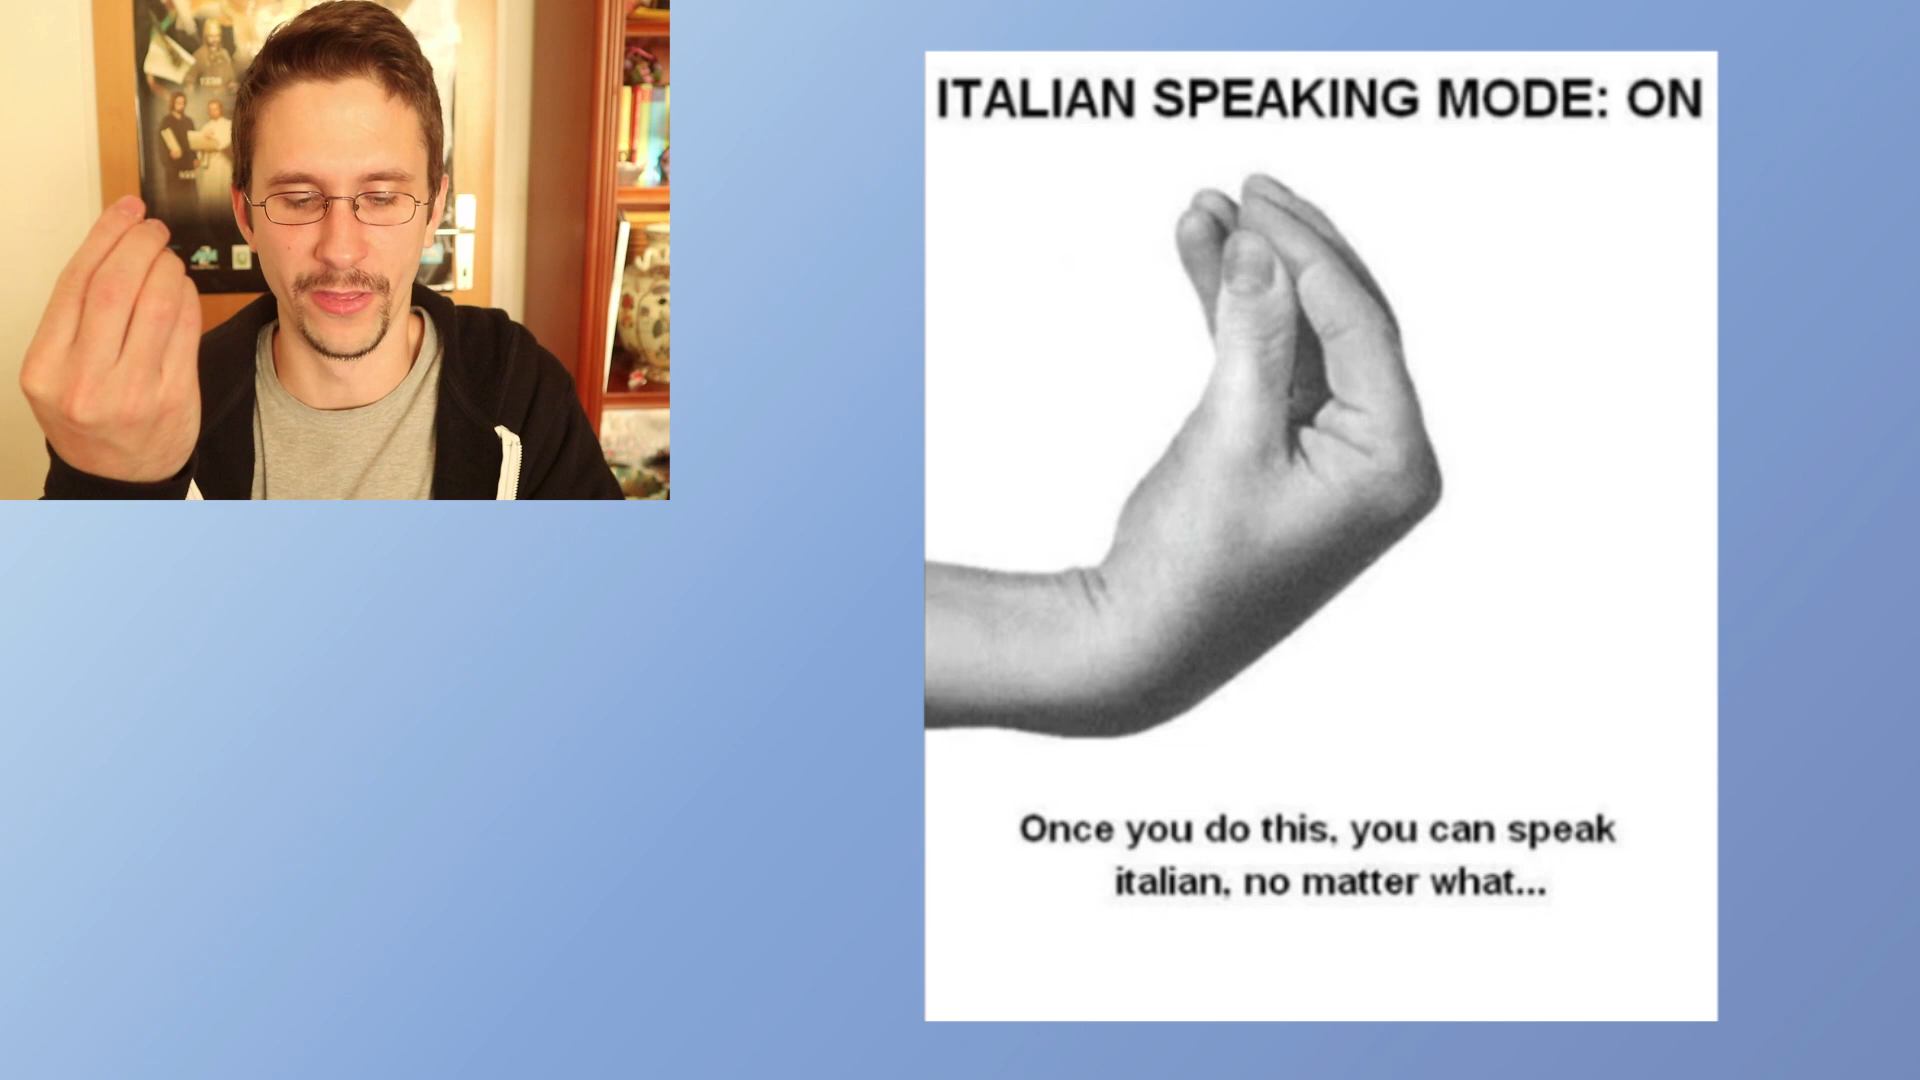 ITALIAN SPEAKING MODE: ON
Once you do this, you can speak
italian, no matter what...